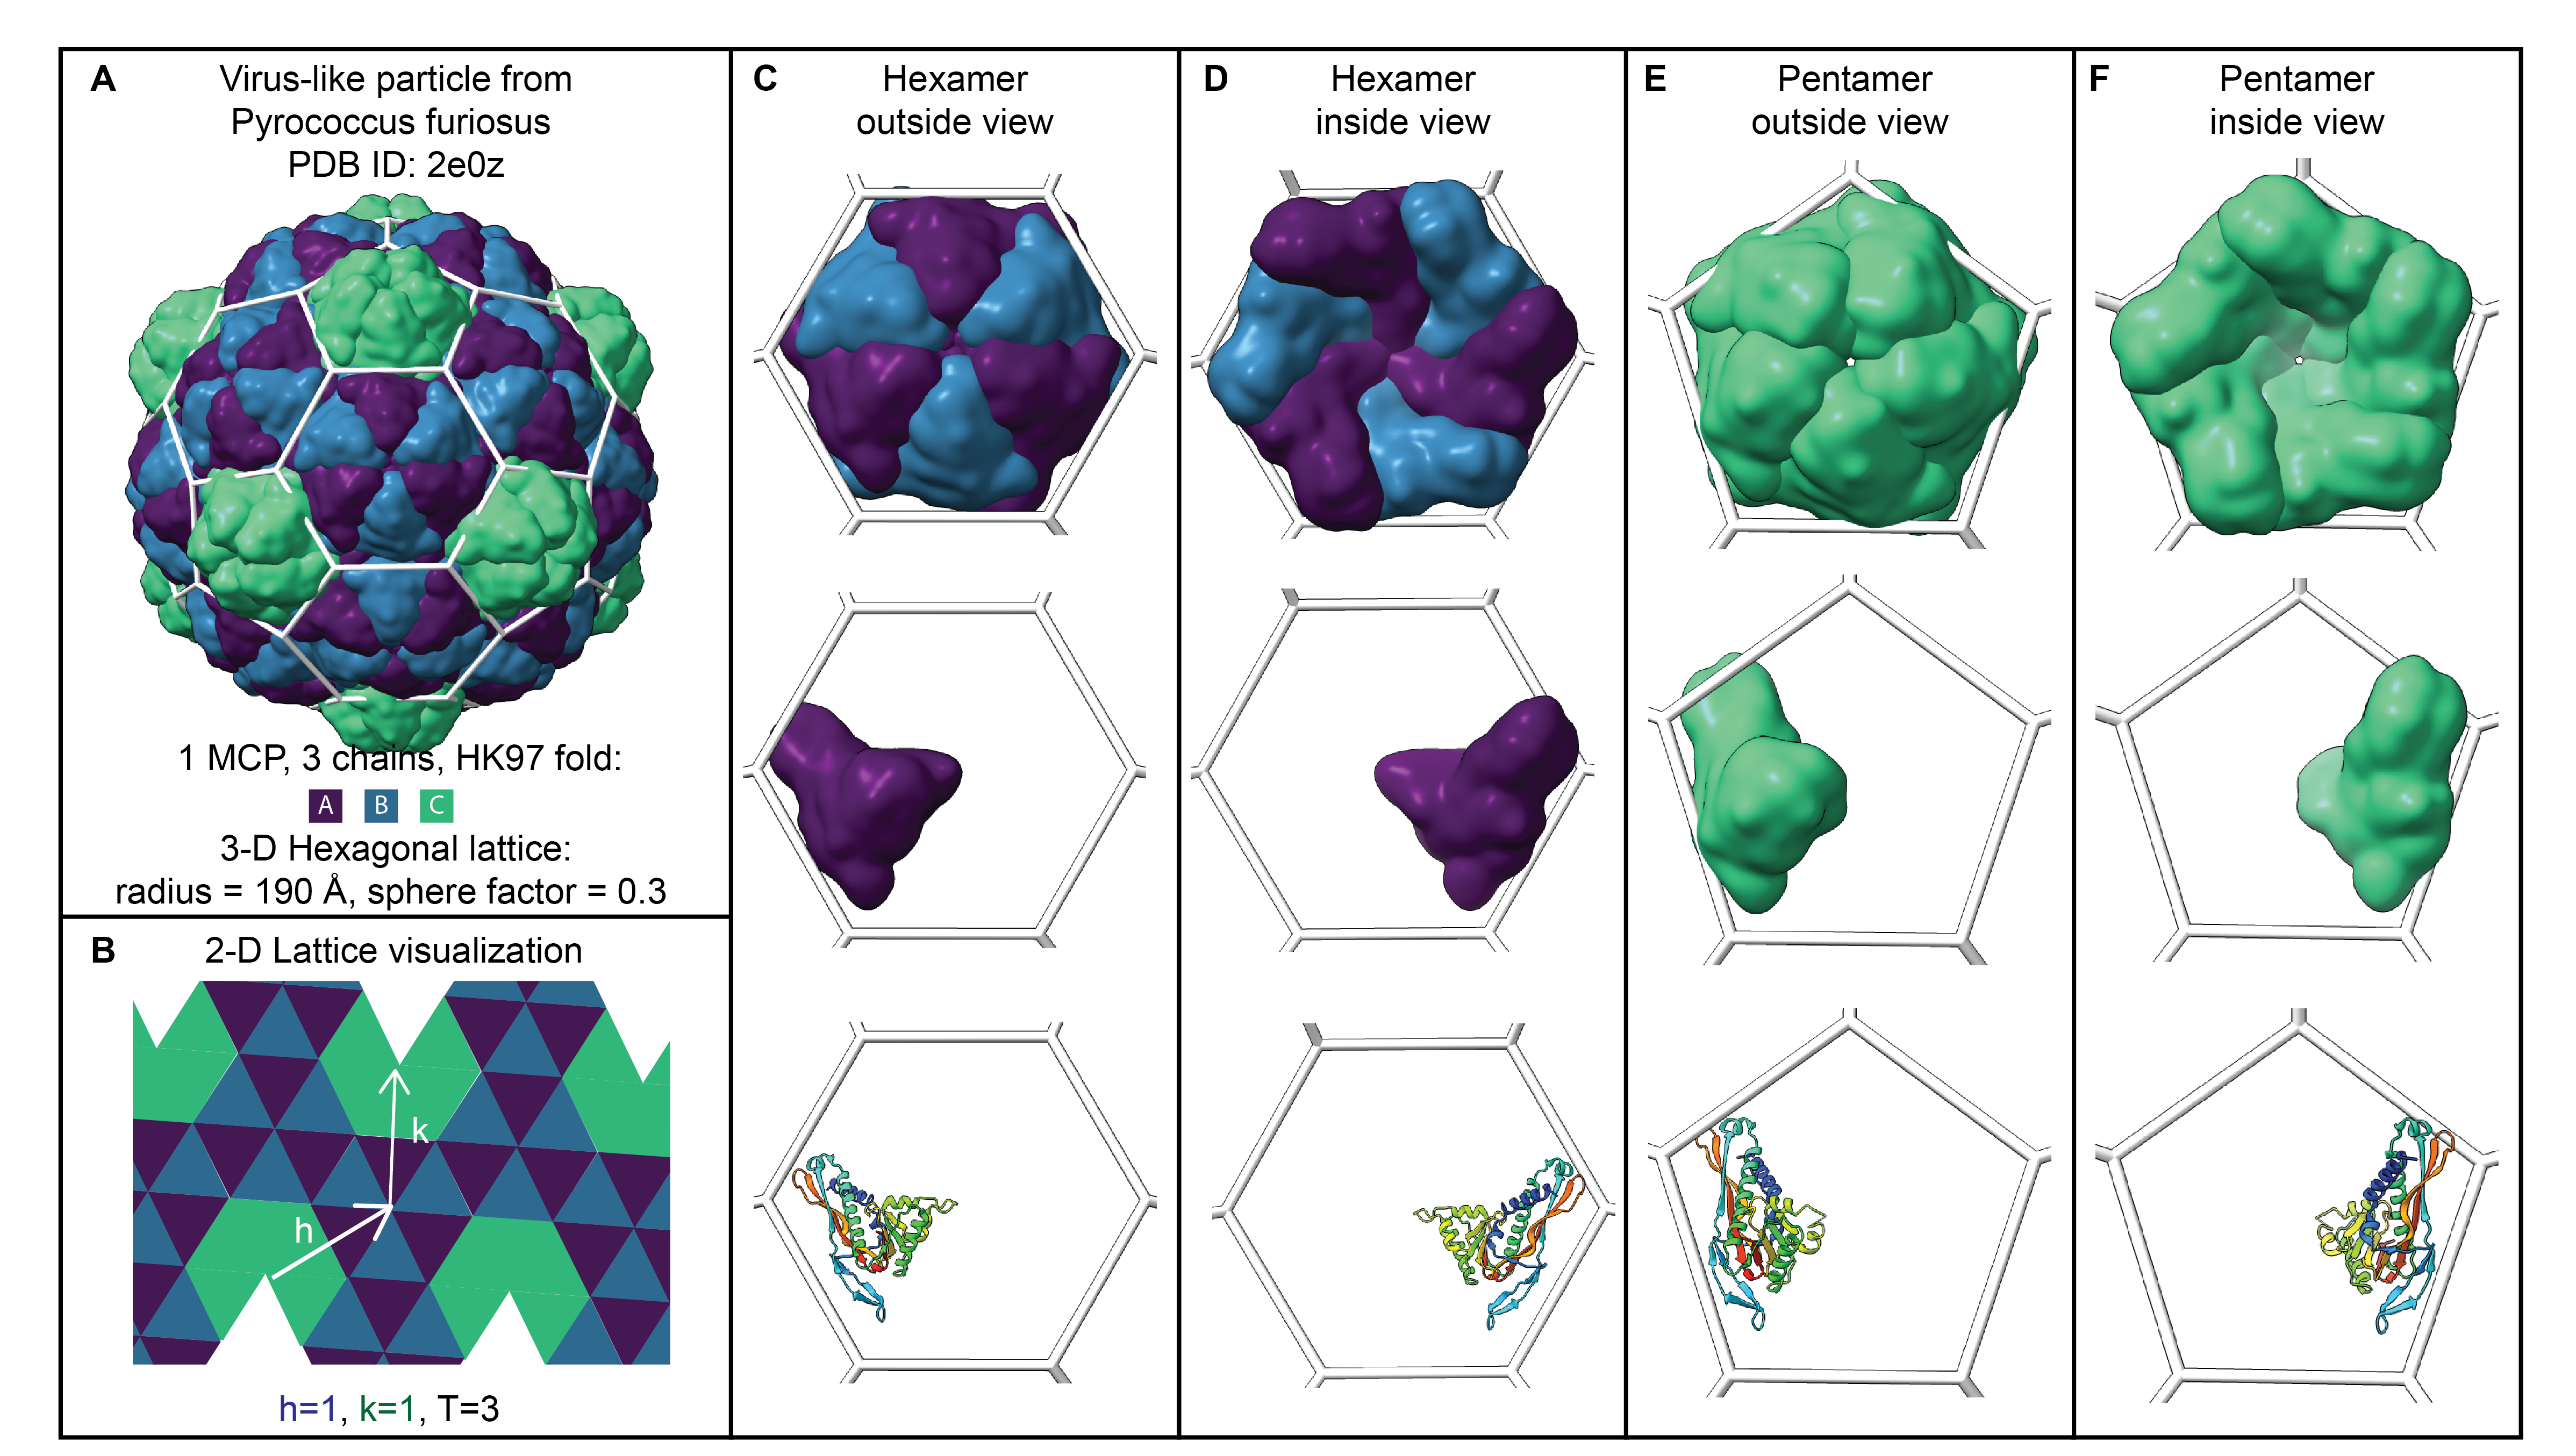 A
Virus-like particle from
Pyrococcus furiosus
PDB ID: 2e0z
1 MCP, 3 chains, HK97 fold:
A B C
3-D Hexagonal lattice:
radius = 190 Å, sphere factor = 0.3
B
2-D Lattice visualization
k
h
h=1, k=1, T=3
C
Hexamer
outside view
D
Hexamer
inside view
E
Pentamer
outside view
F
Pentamer
inside view